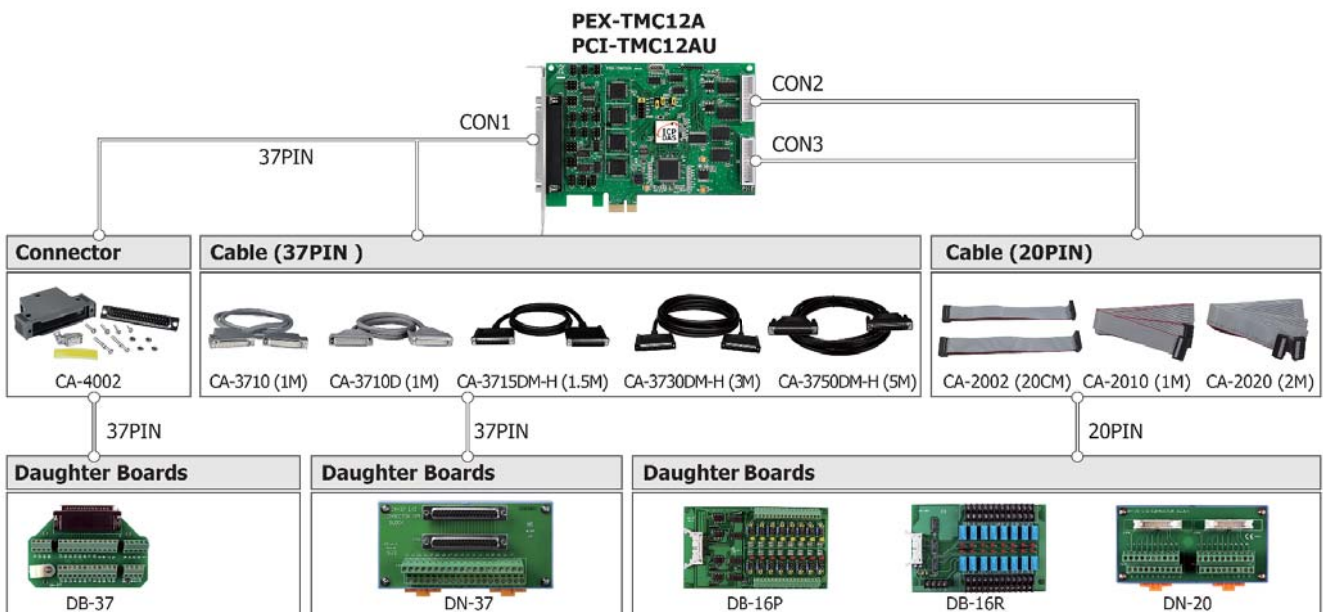 PEX-TMC12A
PCI-TMC12AU
CON2
CON1
CON3
37PIN
ICP
DAS
Connector
Cable (37PIN )
Cable (20PIN)
CA-4002
CA-3710 (1M)
CA-3710D (1M)
CA-3715DM-H (1.5M)
CA-3730DM-H (3M)
CA-3750DM-H (5M)
CA-2002 (20CM)
CA-2010 (1M)
CA-2020 (2M)
37PIN
37PIN
20PIN
Daughter Boards
Daughter Boards
Daughter Boards
DB-37
DN-37
DB-16P
DB-16R
DN-20